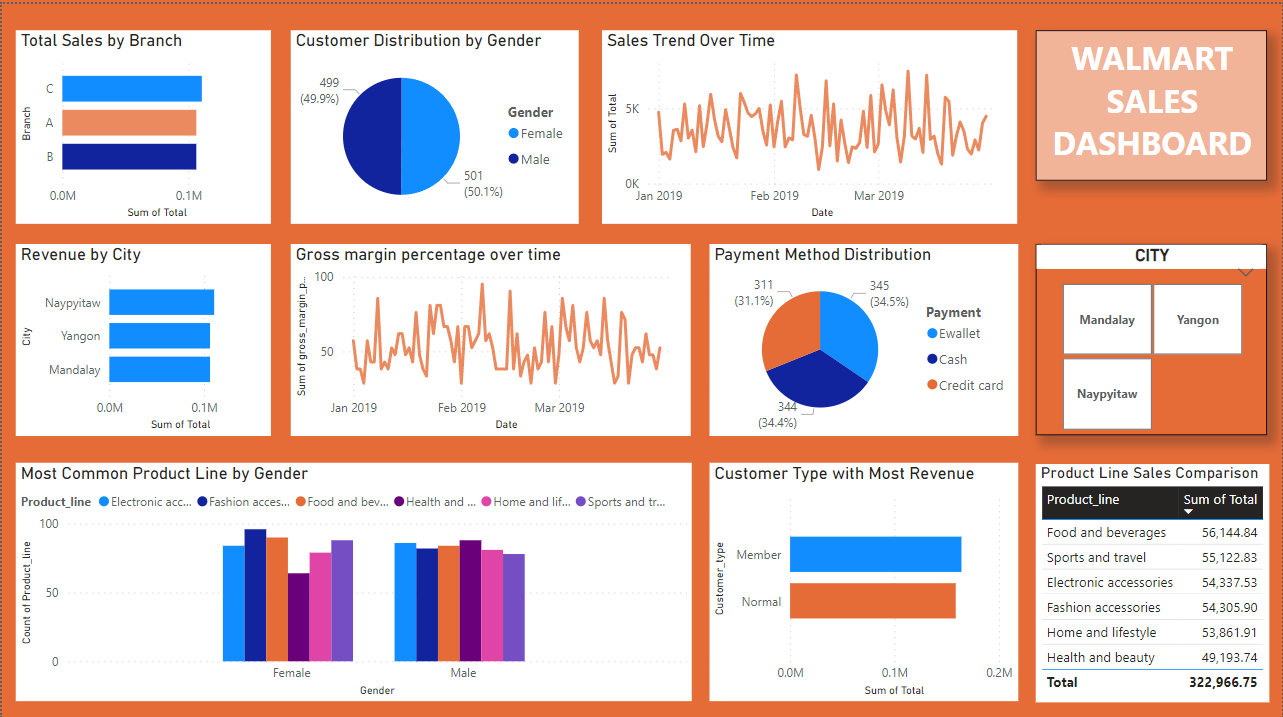 Total Sales by Branch
Branch
C
A
B
0.0M 0.1M
Sum of Total
Customer Distribution by Gender
499
(49.9%)
501
(50.1%)
Gender
Female
Male
Sales Trend Over Time
Sum of Total
5K
0K
Jan 2019 Feb 2019 Mar 2019
Date
WALMART
SALES
DASHBOARD
Revenue by City
City
Naypyitaw
Yangon
Mandalay
0.0M 0.1M
Sum of Total
Gross margin percentage over time
Sum of gross_margin_p...
100
50
Jan 2019 Feb 2019 Mar 2019
Date
Payment Method Distribution
311
(31.1%)
345
(34.5%)
344
(34.4%)
Payment
Ewallet
Cash
Credit card
CITY
Mandalay Yangon
Naypyitaw
Most Common Product Line by Gender
Product_line Electronic acc... Fashion acces... Food and bev... Health and ... Home and lif... Sports and tr...
Count of Product_line
100
50
0
Female Male
Gender
Customer Type with Most Revenue
Customer_type
Member
Normal
0.0M 0.1M 0.2M
Sum of Total
Product Line Sales Comparison
Product_line Sum of Total
Food and beverages 56,144.84
Sports and travel 55,122.83
Electronic accessories 54,337.53
Fashion accessories 54,305.90
Home and lifestyle 53,861.91
Health and beauty 49,193.74
Total 322,966.75